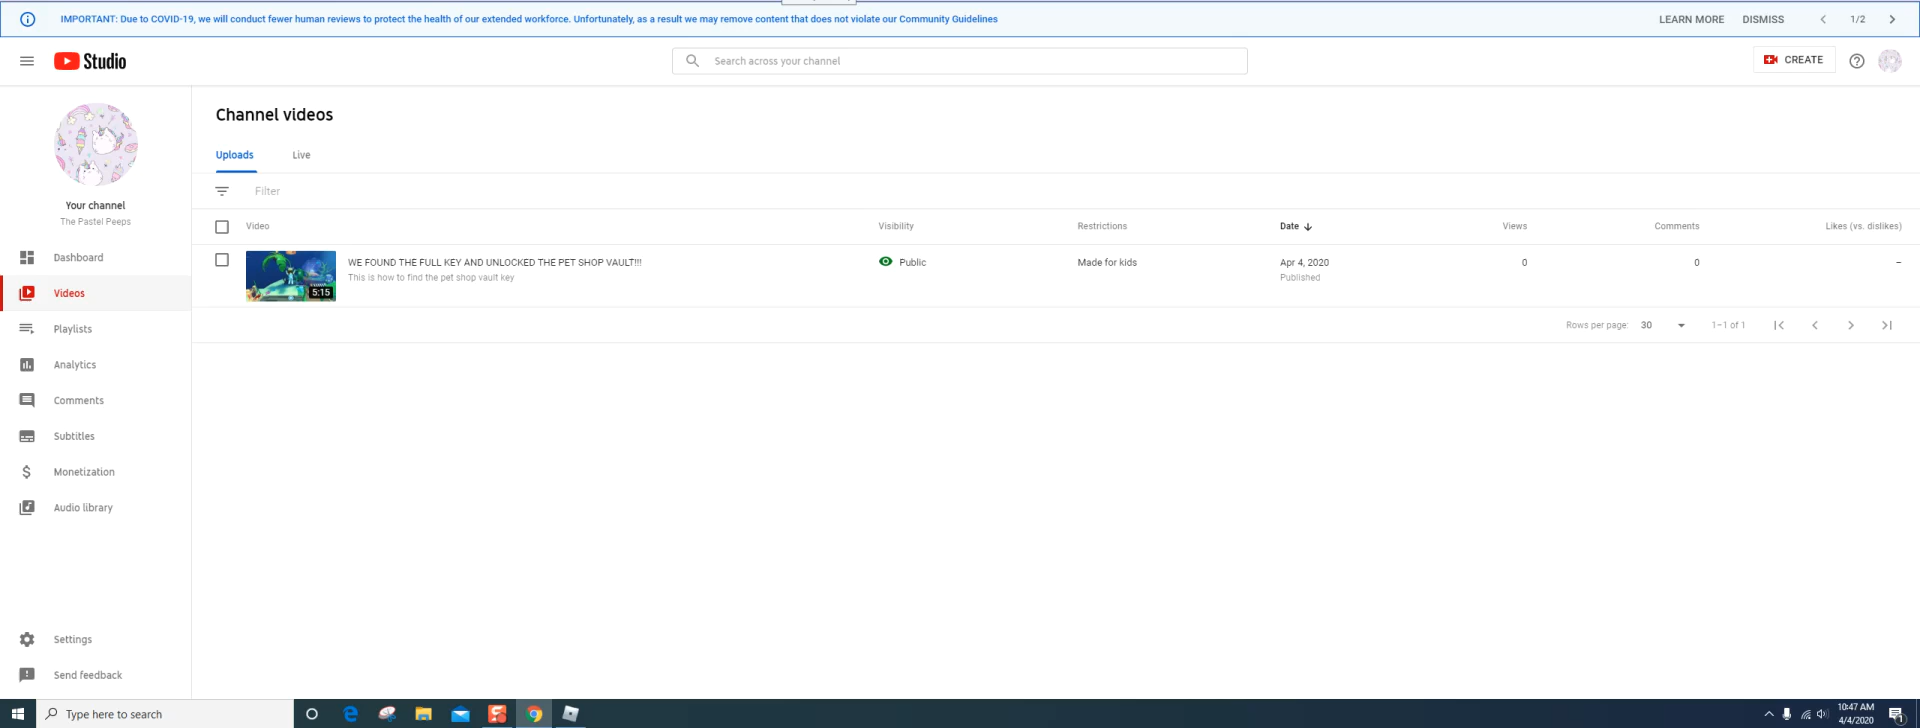 IMPORTANT: Due to COVID-19, we will conduct fewer human reviews to protect the health of our extended workforce. Unfortunately, as a result we may remove content that does not violate our Community Guidelines LEARN MORE DISMISS 1/2
Studio Search across your channel CREATE
Channel videos
Uploads Live
Filter
Your channel
The Pastel Peeps
Dashboard
Videos
Playlists
Analytics
Comments
Subtitles
Monetization
Audio library
Settings
Send feedback
Video Visibility Restrictions Date Views Comments Likes (vs. dislikes)
WE FOUND THE FULL KEY AND UNLOCKED THE PET SHOP VAULT!!! Public Made for kids Apr 4, 2020 0 0 –
This is how to find the pet shop vault key Published
5:15
Rows per page: 30 1–1 of 1
Type here to search
10:47 AM
4/4/2020
1